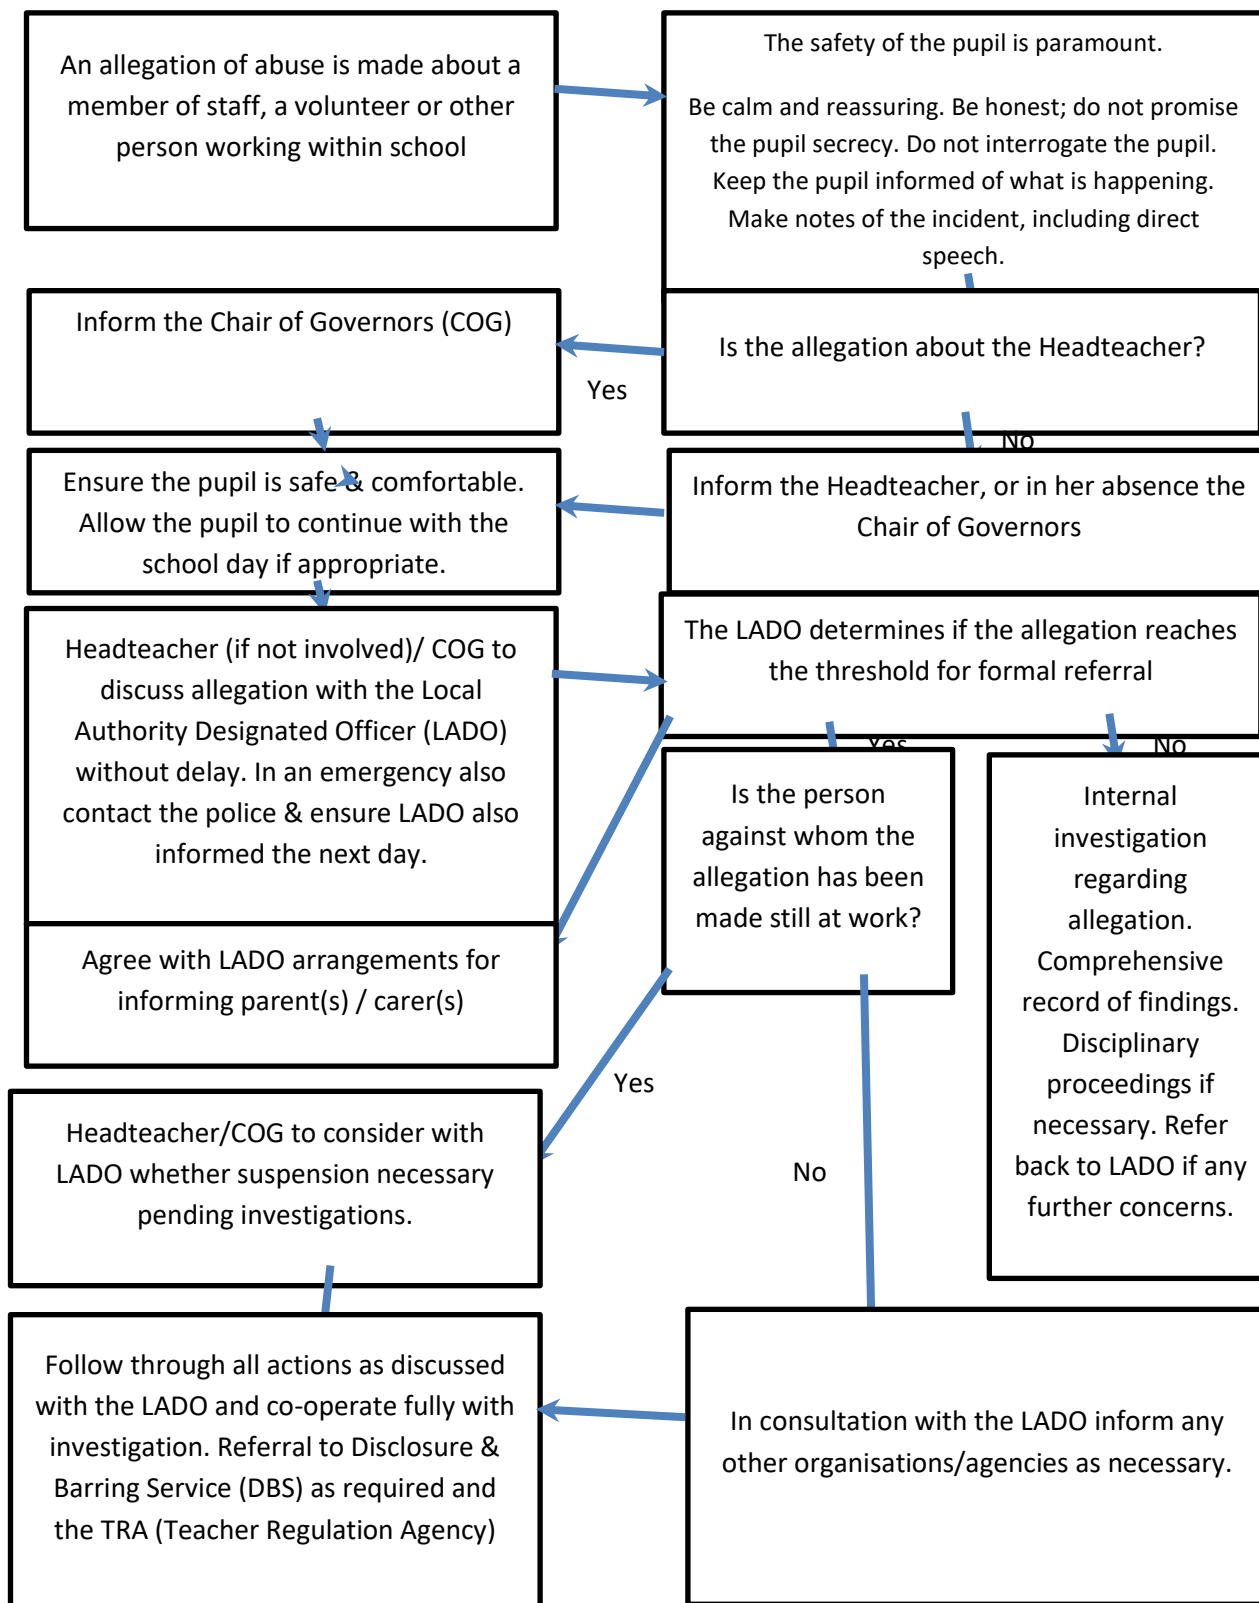 An allegation of abuse is made about a
member of staff, a volunteer or other
person working within school
The safety of the pupil is paramount.
Be calm and reassuring. Be honest; do not promise
the pupil secrecy. Do not interrogate the pupil.
Keep the pupil informed of what is happening.
Make notes of the incident, including direct
speech.
Is the allegation about the Headteacher?
Yes
Inform the Chair of Governors (COG)
No
Inform the Headteacher, or in her absence the
Chair of Governors
Ensure the pupil is safe & comfortable.
Allow the pupil to continue with the
school day if appropriate.
Headteacher (if not involved)/ COG to
discuss allegation with the Local
Authority Designated Officer (LADO)
without delay. In an emergency also
contact the police & ensure LADO also
informed the next day.
The LADO determines if the allegation reaches
the threshold for formal referral
Agree with LADO arrangements for
informing parent(s) / carer(s)
Yes
No
Is the person
against whom the
allegation has been
made still at work?
Internal
investigation
regarding
allegation.
Comprehensive
record of findings.
Disciplinary
proceedings if
necessary. Refer
back to LADO if any
further concerns.
Yes
No
Headteacher/COG to consider with
LADO whether suspension necessary
pending investigations.
In consultation with the LADO inform any
other organisations/agencies as necessary.
Follow through all actions as discussed
with the LADO and co-operate fully with
investigation. Referral to Disclosure &
Barring Service (DBS) as required and
the TRA (Teacher Regulation Agency)